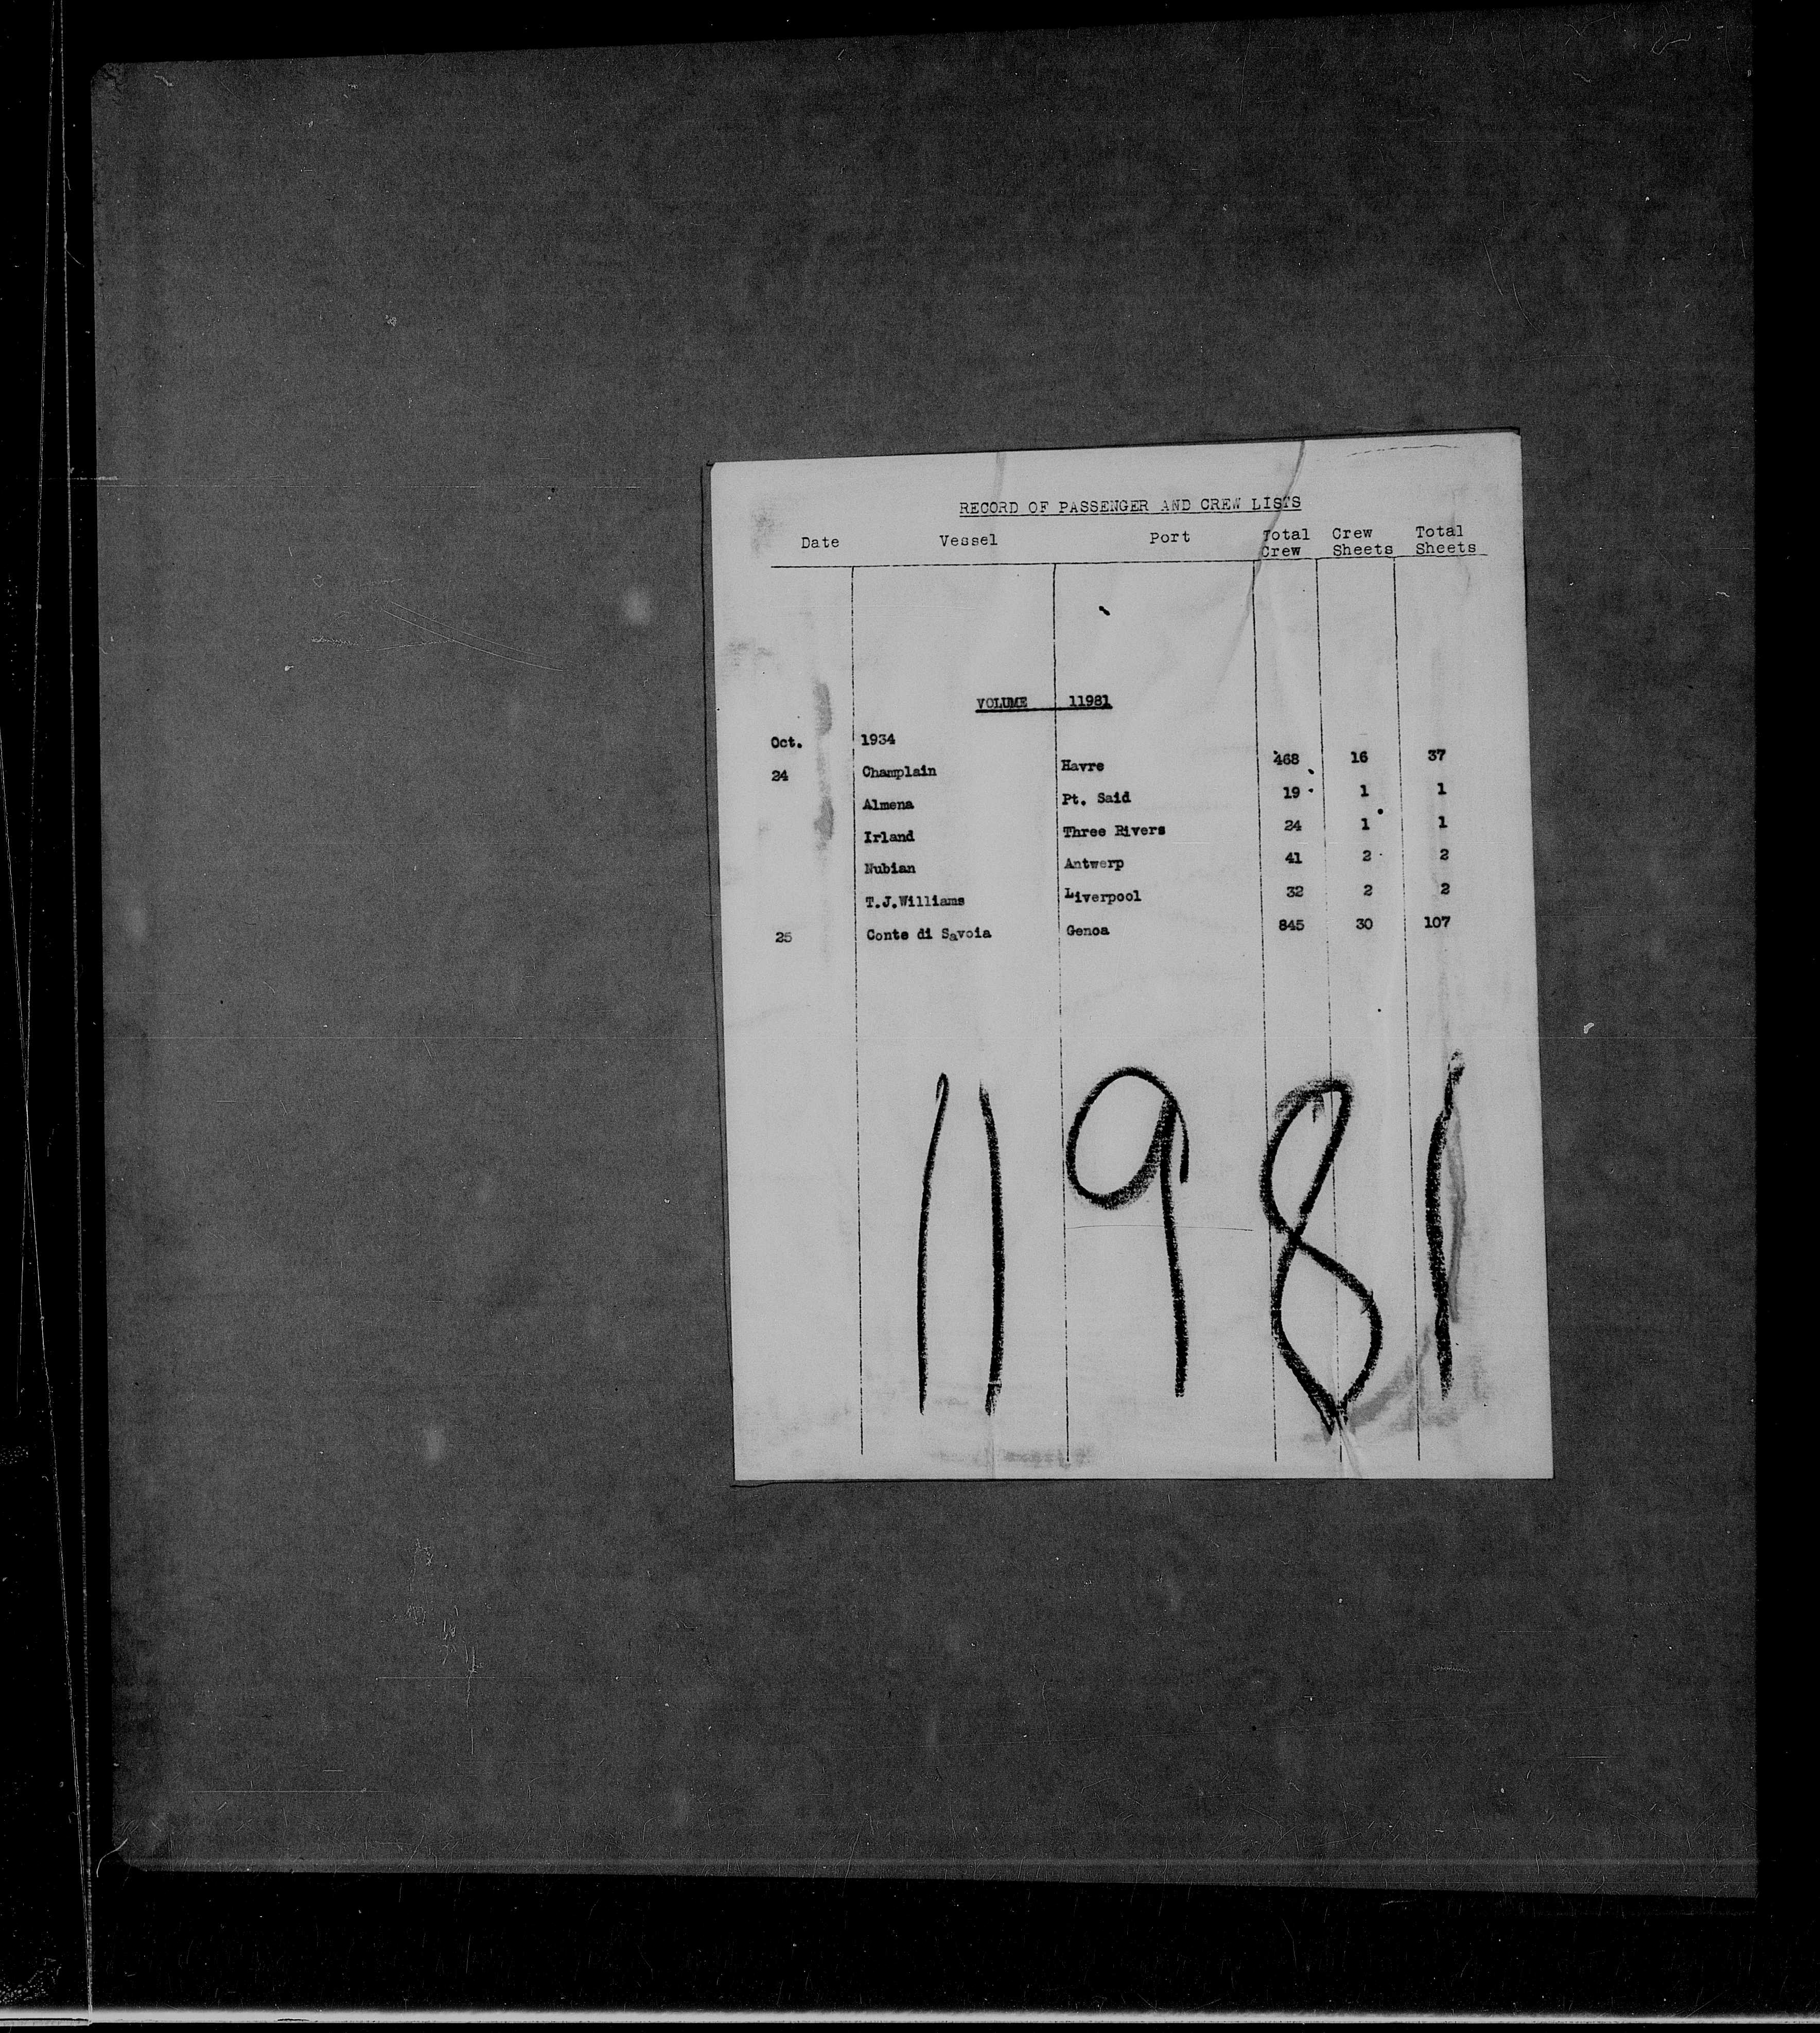 RECORD OF PASSENGER AND CREW LISTS
Date Vessel Port Total Crew Crew Sheets Total Sheets
VOLUME 11981
Oct. 1934
24 Champlain Havre 468 16 37
Almena Pt. Said 19 1 1
Irland Three Rivers 24 1 1
Nubian Antwerp 41 2 2
T.J.Williams Liverpool 32 2 2
25 Conte di Savoia Genoa 845 30 107
11981